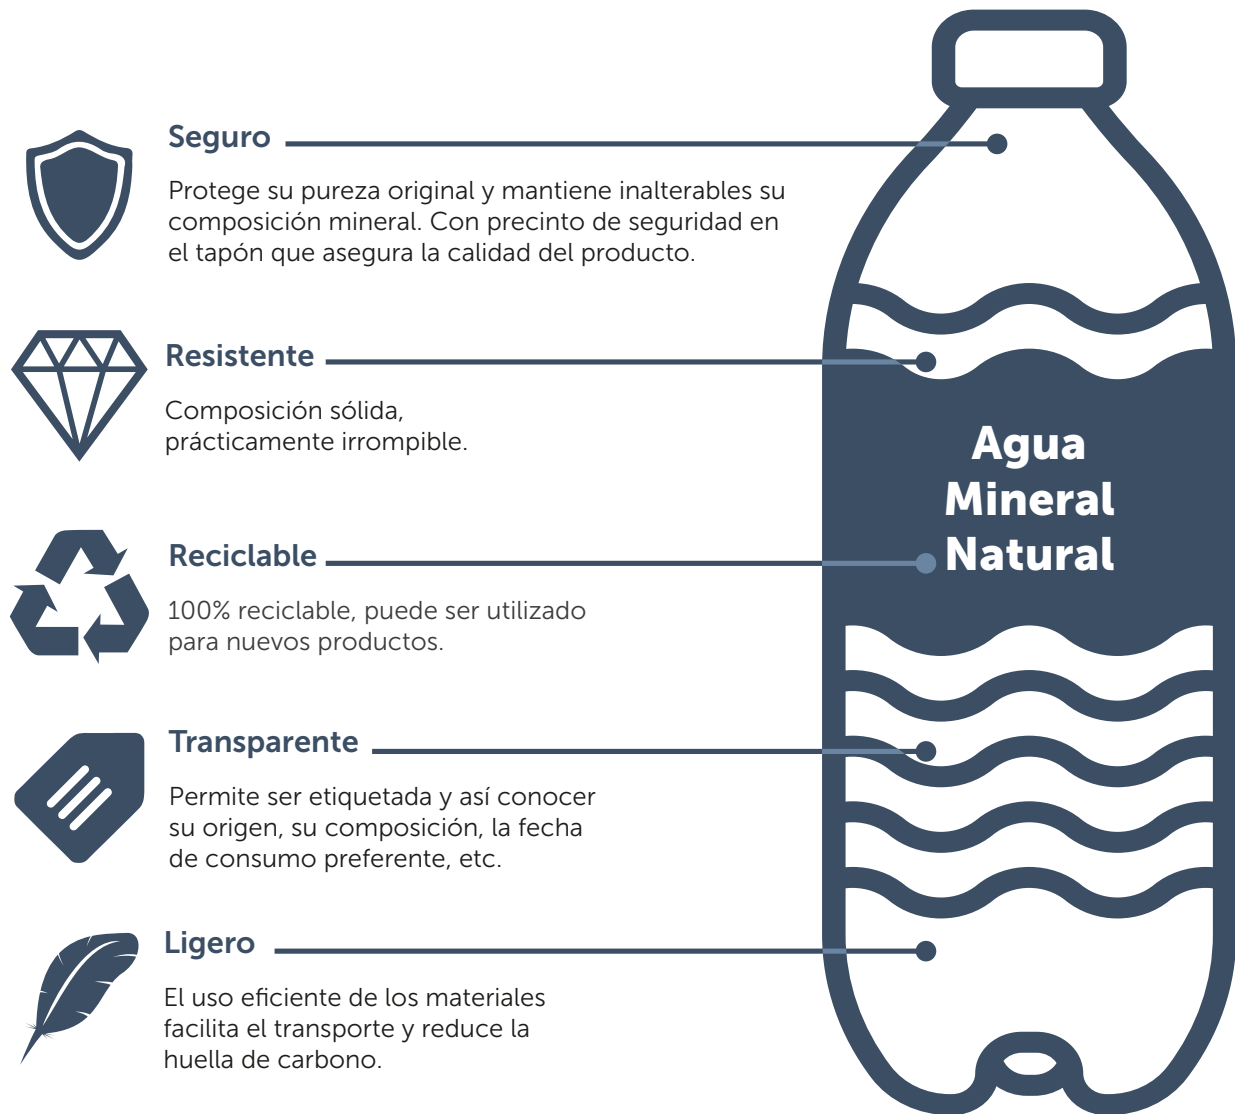 Seguro
Protege su pureza original y mantiene inalterables su
composición mineral. Con precinto de seguridad en
el tapón que asegura la calidad del producto.
Resistente
Composición sólida,
prácticamente irrompible.
Reciclable
100% reciclable, puede ser utilizado
para nuevos productos.
Transparente
Permite ser etiquetada y así conocer
su origen, su composición, la fecha
de consumo preferente, etc.
Ligero
El uso eficiente de los materiales
facilita el transporte y reduce la
huella de carbono.
Agua
Mineral
Natural